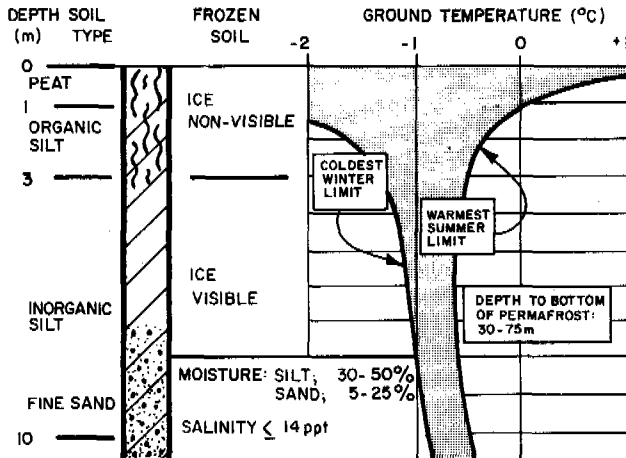 DEPTH SOIL
(m) TYPE
FROZEN
SOIL
GROUND TEMPERATURE (°C)
-2 -1 0 +1
0
PEAT
1
ORGANIC
SILT
3
INORGANIC
SILT
FINE SAND
10
ICE
NON-VISIBLE
ICE
VISIBLE
MOISTURE: SILT; 30-50%
SAND; 5-25%
SALINITY ≤ 14 ppt
COLDEST
WINTER
LIMIT
WARMEST
SUMMER
LIMIT
DEPTH TO BOTTOM
OF PERMAFROST:
30-75m